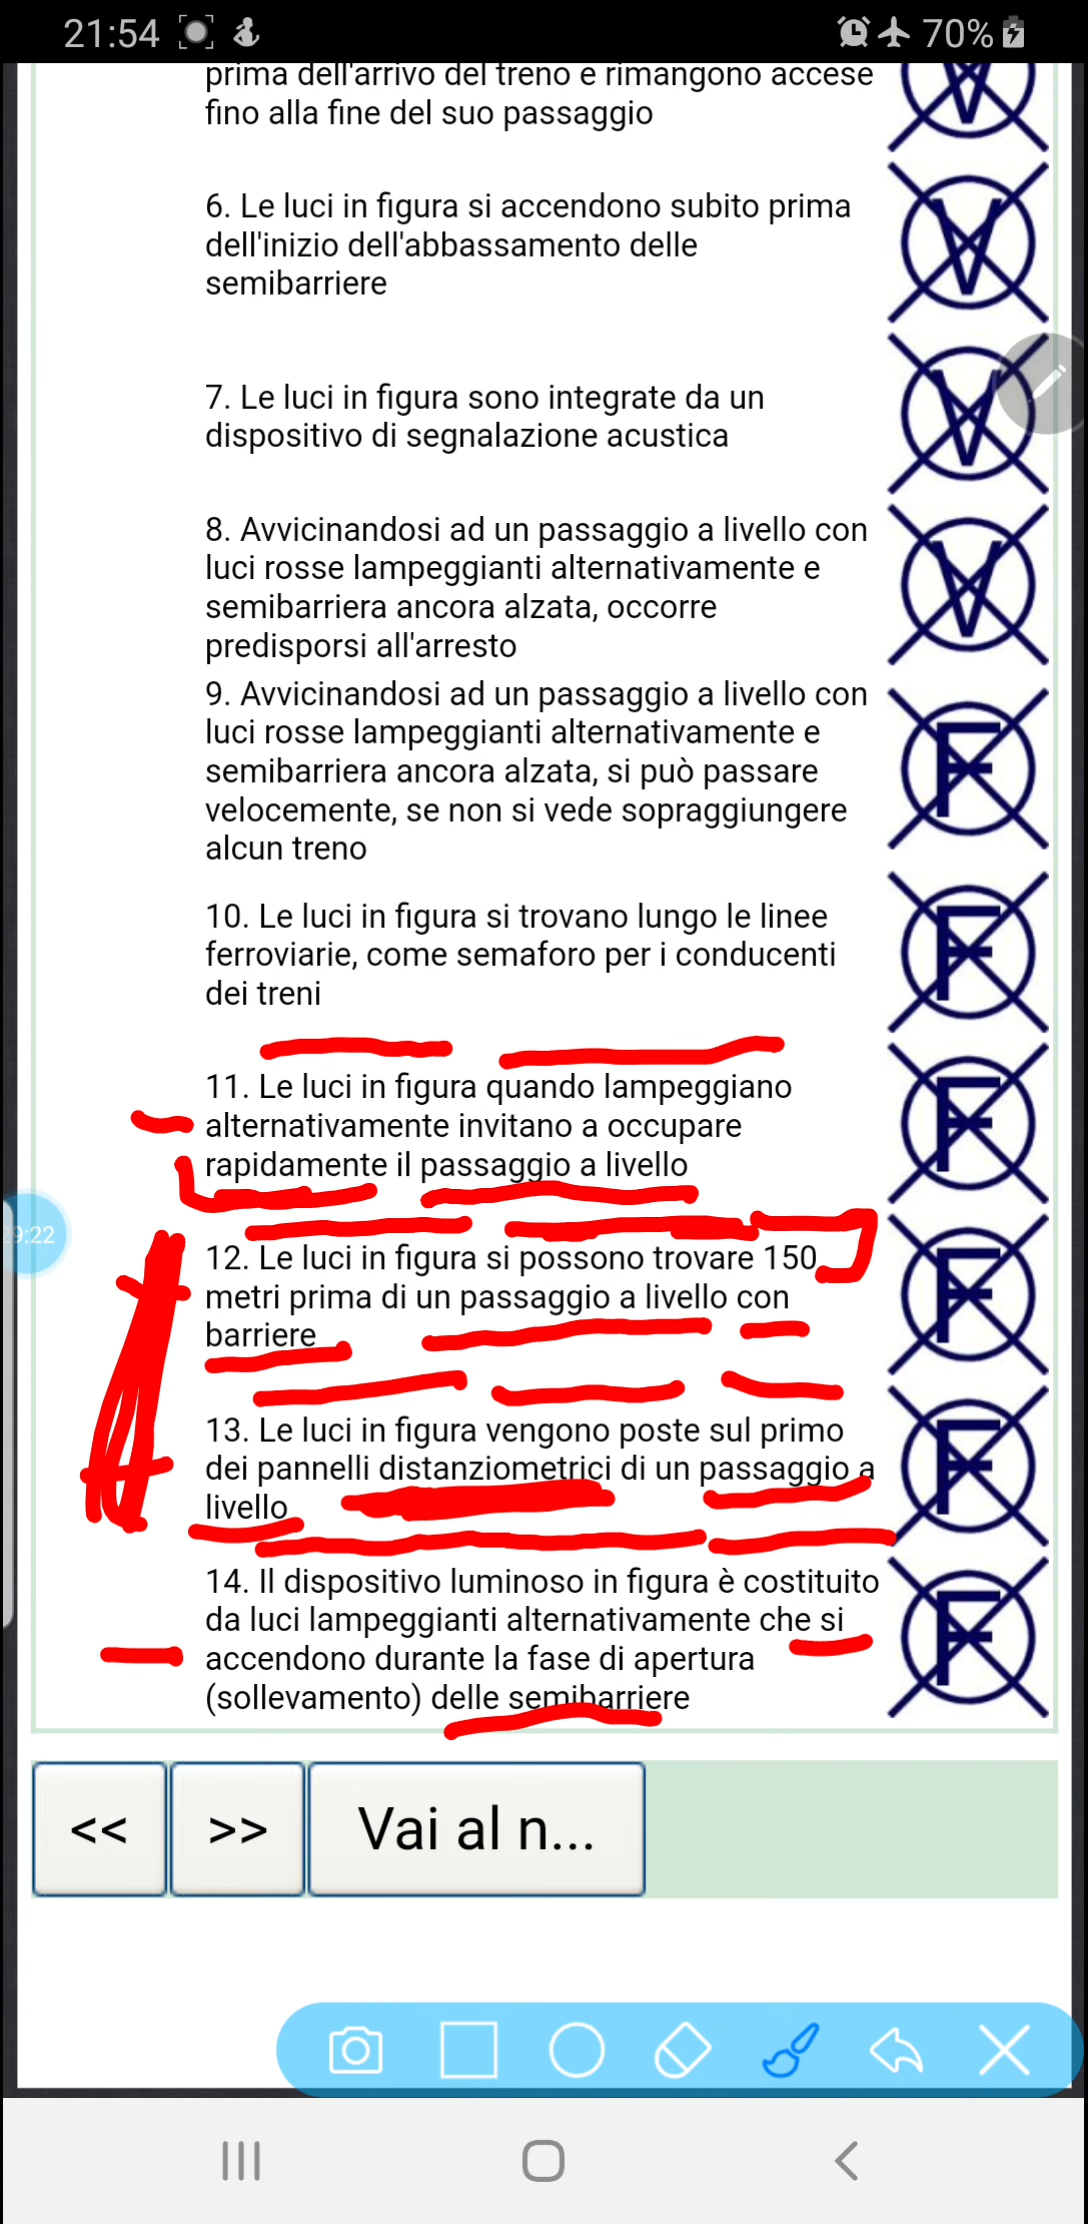 21:54
70%
prima dell'arrivo del treno e rimangono accese
fino alla fine del suo passaggio
V
6. Le luci in figura si accendono subito prima
dell'inizio dell'abbassamento delle
semibarriere
V
7. Le luci in figura sono integrate da un
dispositivo di segnalazione acustica
V
8. Avvicinandosi ad un passaggio a livello con
luci rosse lampeggianti alternativamente e
semibarriera ancora alzata, occorre
predisporsi all'arresto
V
9. Avvicinandosi ad un passaggio a livello con
luci rosse lampeggianti alternativamente e
semibarriera ancora alzata, si può passare
velocemente, se non si vede sopraggiungere
alcun treno
F
10. Le luci in figura si trovano lungo le linee
ferroviarie, come semaforo per i conducenti
dei treni
F
11. Le luci in figura quando lampeggiano
alternativamente invitano a occupare
rapidamente il passaggio a livello
F
9:22
12. Le luci in figura si possono trovare 150
metri prima di un passaggio a livello con
barriere
F
13. Le luci in figura vengono poste sul primo
dei pannelli distanziometrici di un passaggio a
livello
F
14. Il dispositivo luminoso in figura è costituito
da luci lampeggianti alternativamente che si
accendono durante la fase di apertura
(sollevamento) delle semibarriere
F
<< >> Vai al n...